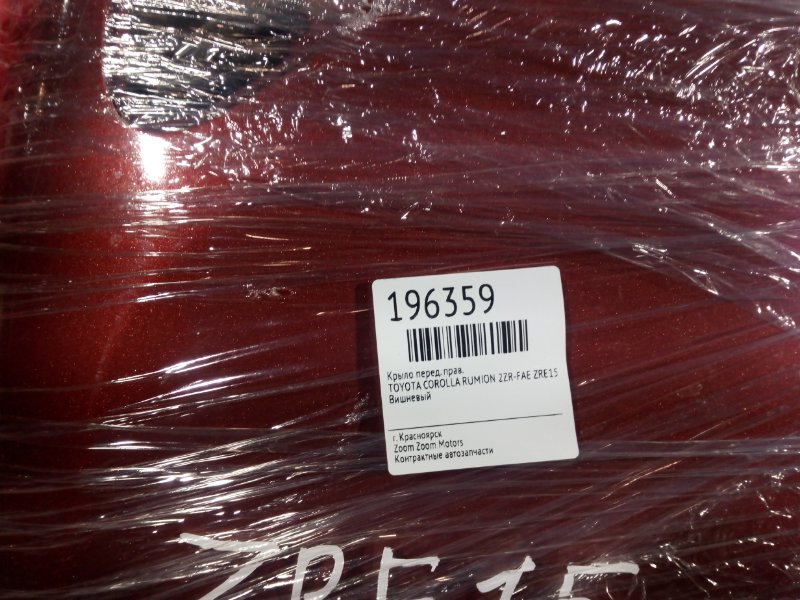 196359
Крыло перед.прав.
TOYOTA COROLLA RUMION 2ZR-FAE ZRE15
Вишневый
г. Красноярск
Zoom Zoom Motors
Контрактные автозапчасти
ZRE15